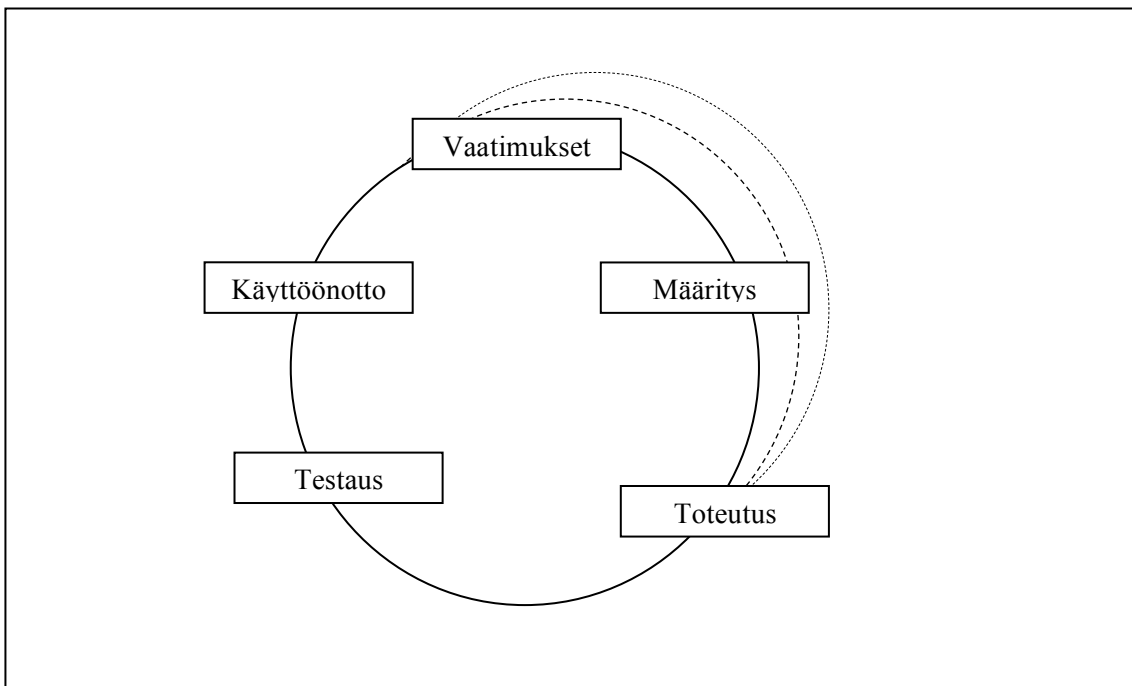 Vaatimukset
Käyttöönotto
Määritys
Testaus
Toteutus